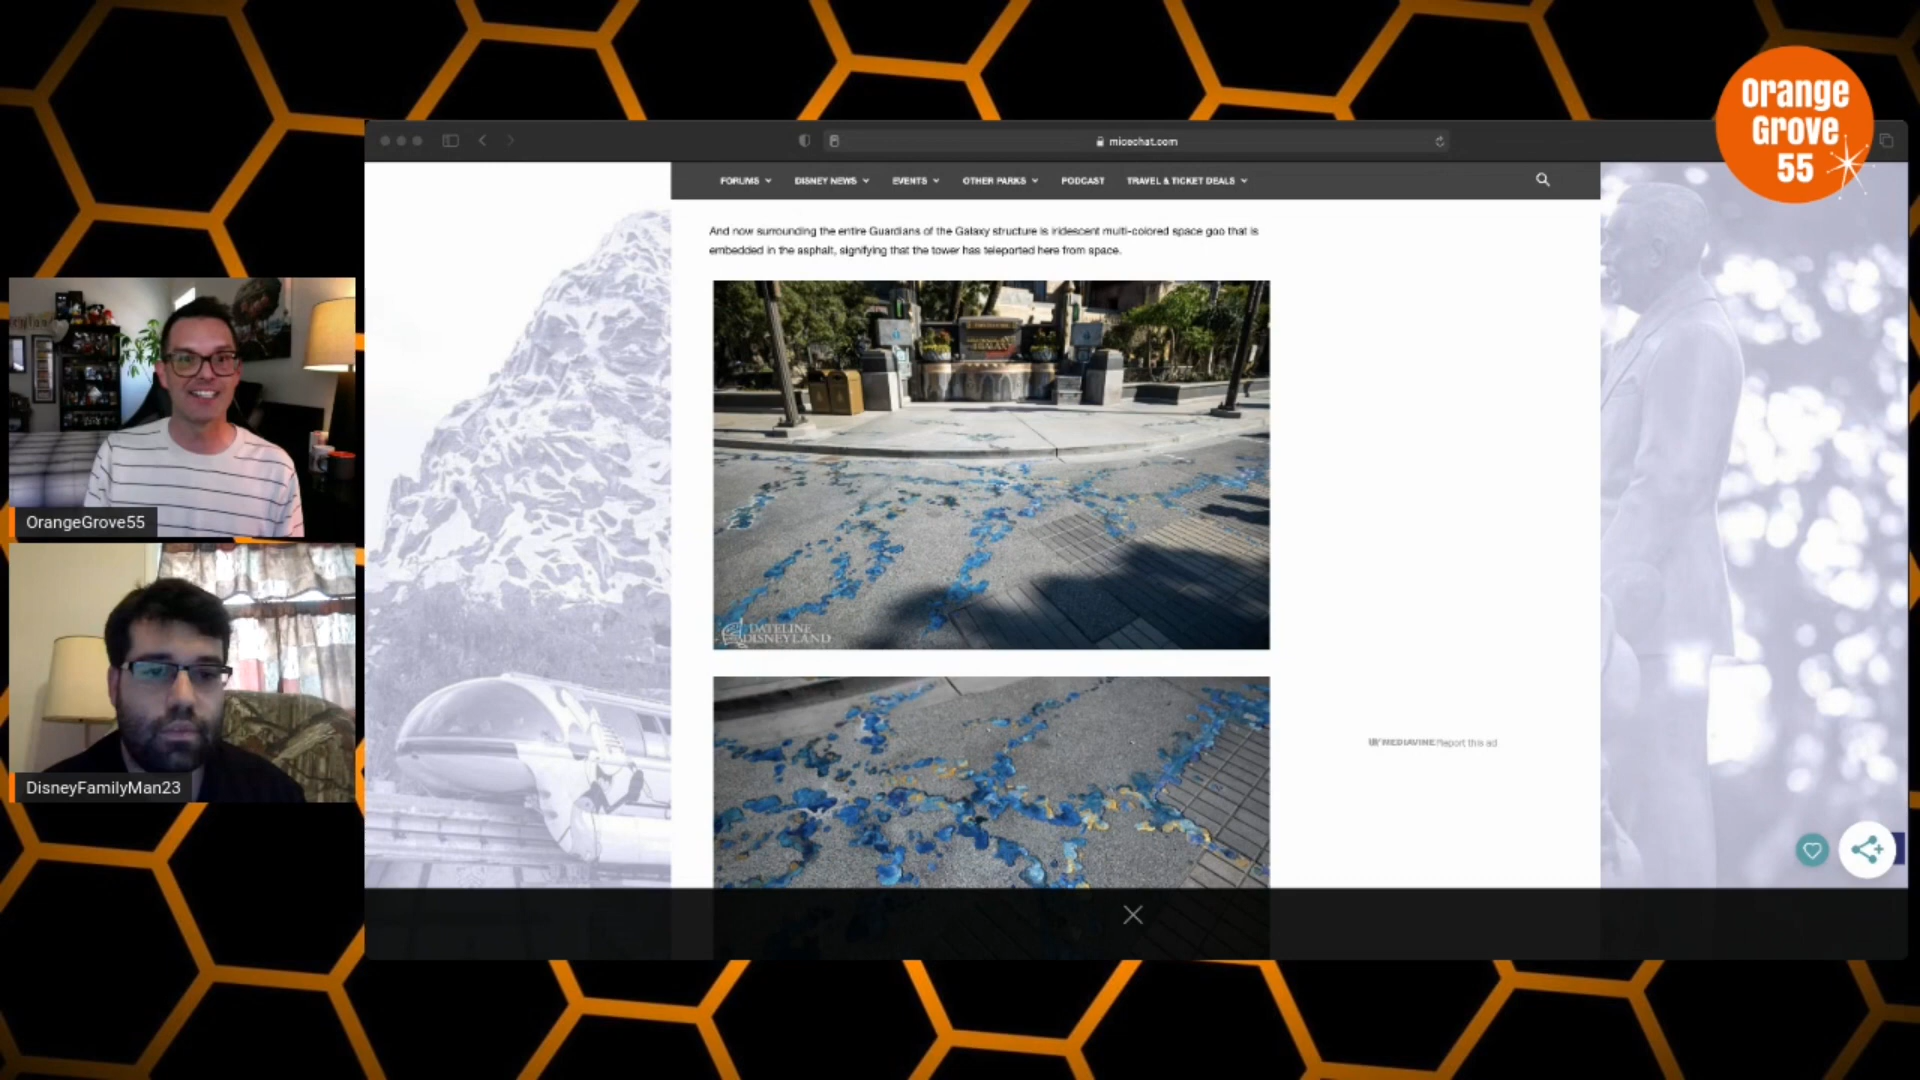 Orange
Grove
55
micechat.com
FORUMS
DISNEY NEWS
EVENTS
OTHER PARKS
PODCAST
TRAVEL & TICKET DEALS
And now surrounding the entire Guardians of the Galaxy structure is iridescent multi-colored space goo that is
embedded in the asphalt, signifying that the tower has teleported here from space.
GALAXY
DATELINE
DISNEYLAND
OrangeGrove55
DisneyFamilyMan23
MEDIAVINE Report this ad